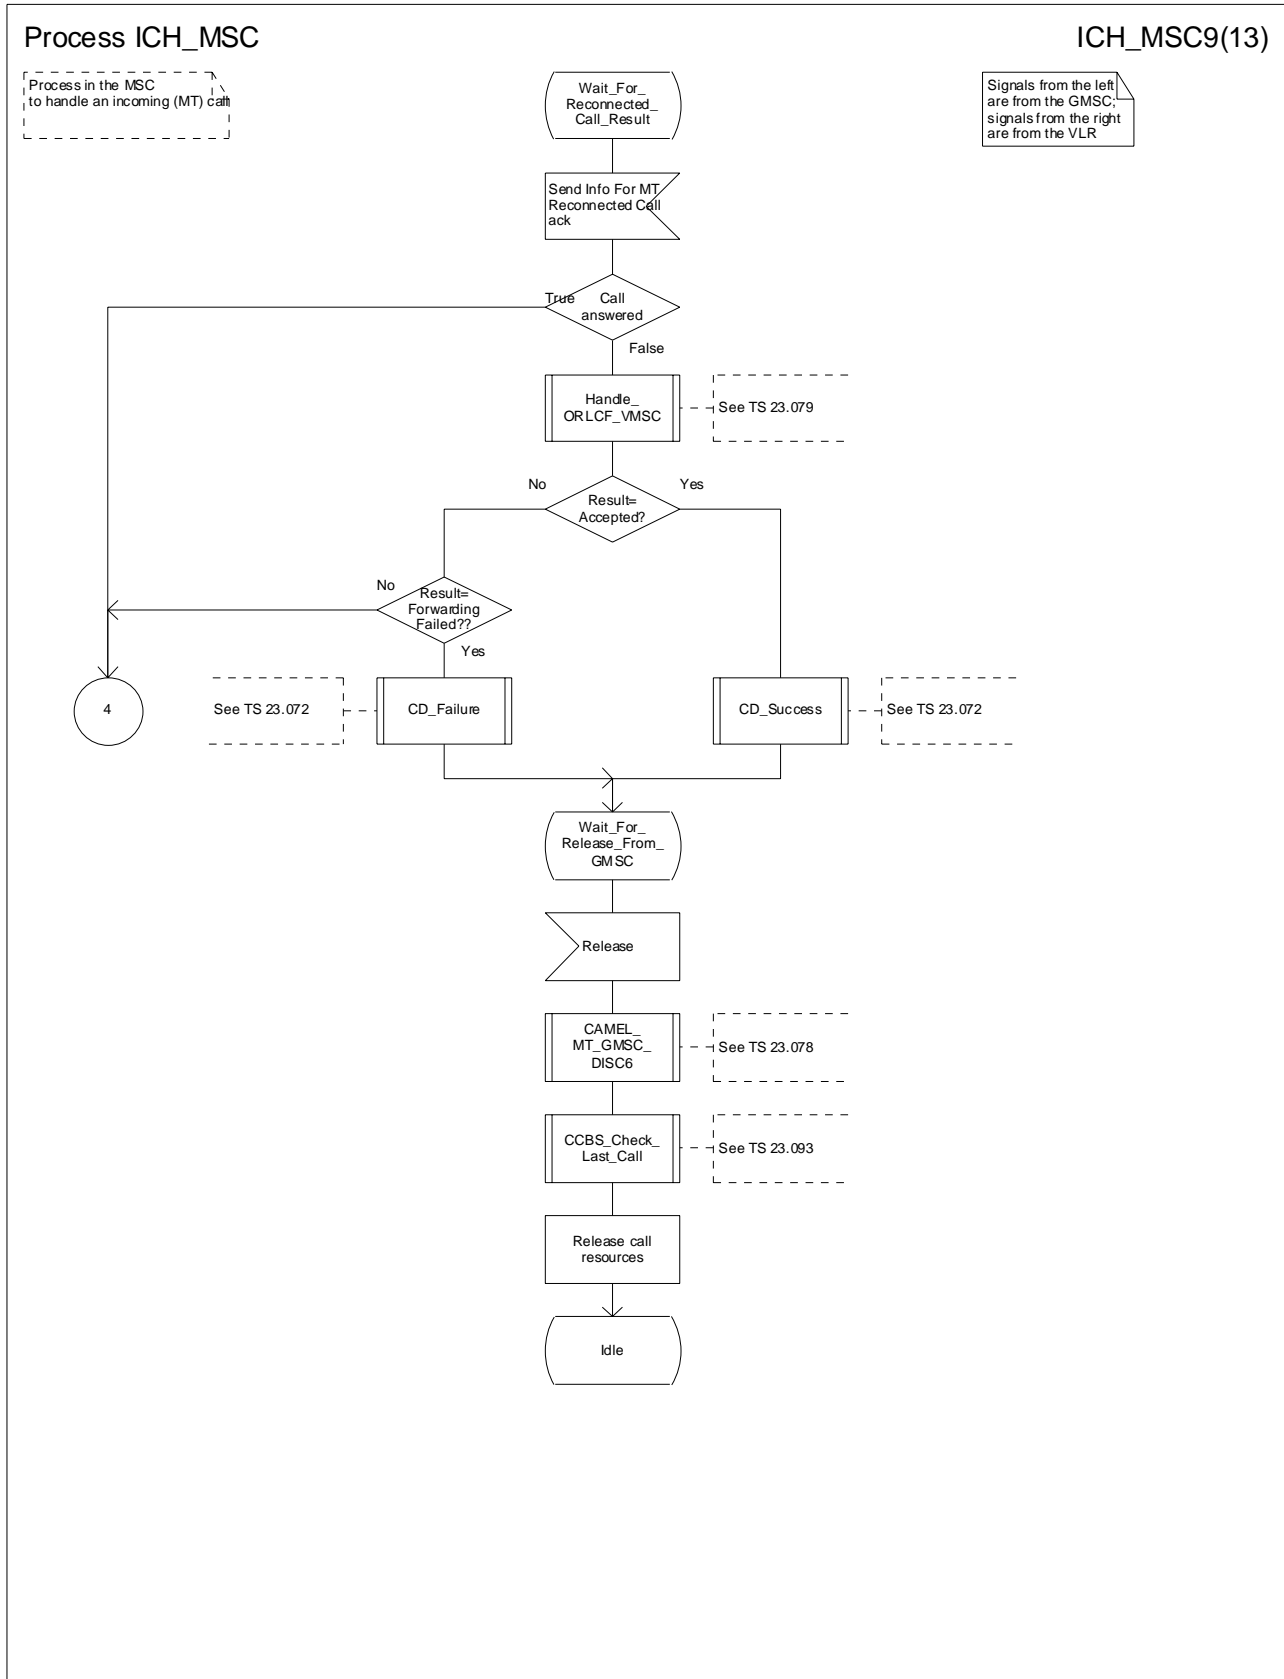 Process ICH_MSC
ICH_MSC9(13)
Process in the MSC
to handle an incoming (MT) call
Wait_For_
Reconnected_
Call_Result
Signals from the left
are from the GMSC;
signals from the right
are from the VLR
Send Info For MT
Reconnected Call
ack
True
Call
answered
False
Handle_
ORLCF_VMSC
See TS 23.079
No
Yes
Result=
Accepted?
No
Result=
Forwarding
Failed??
Yes
4
See TS 23.072
CD_Failure
CD_Success
See TS 23.072
Wait_For_
Release_From_
GMSC
Release
CAMEL_
MT_GMSC_
DISC6
See TS 23.078
CCBS_Check_
Last_Call
See TS 23.093
Release call
resources
Idle